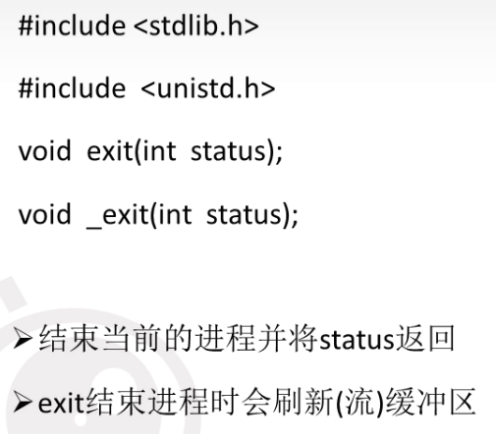 #include <stdlib.h>
#include <unistd.h>
void exit(int status);
void _exit(int status);
➢结束当前的进程并将status返回
➢exit结束进程时会刷新(流)缓冲区